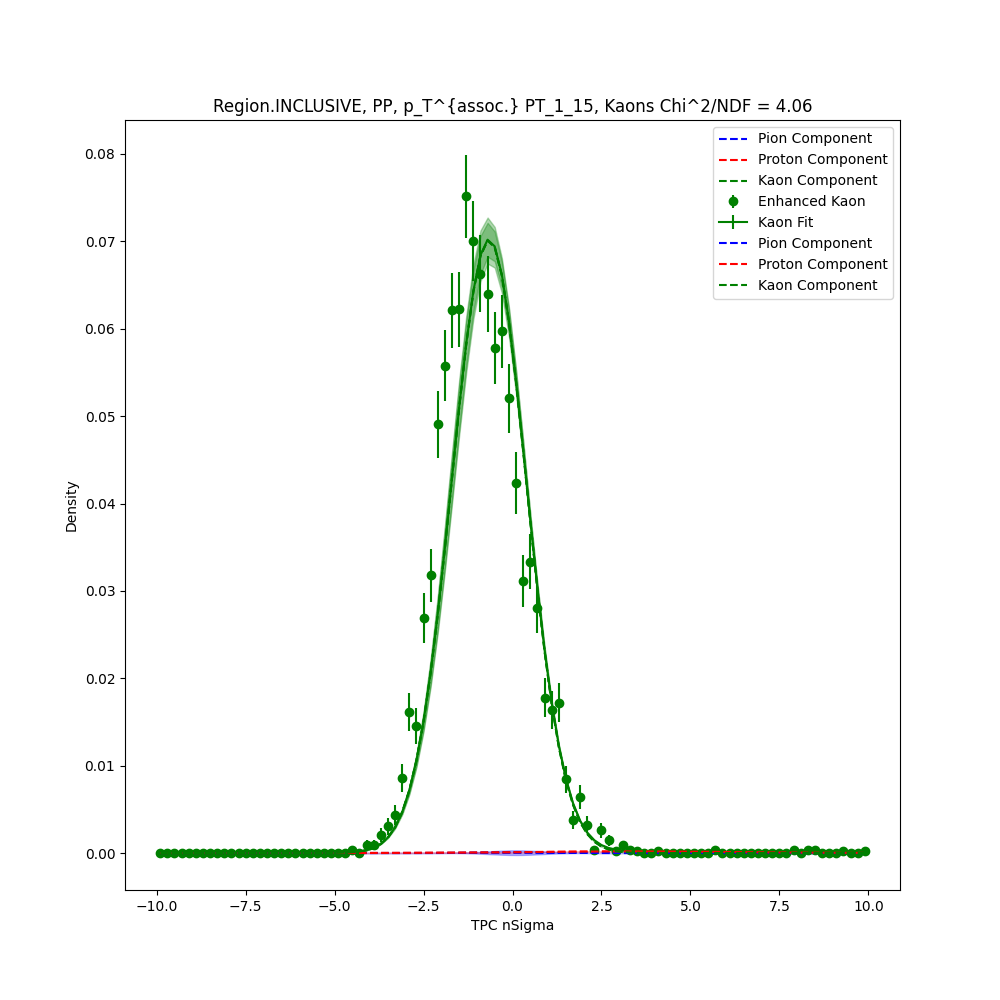 Region.INCLUSIVE, PP, p_T^{assoc.} PT_1_15, Kaons Chi^2/NDF = 4.06
Pion Component
Proton Component
Kaon Component
Enhanced Kaon
Kaon Fit
Pion Component
Proton Component
Kaon Component
0.08
0.07
0.06
0.05
0.04
0.03
0.02
0.01
0.00
Density
−10.0 −7.5 −5.0 −2.5 0.0 2.5 5.0 7.5 10.0
TPC nSigma